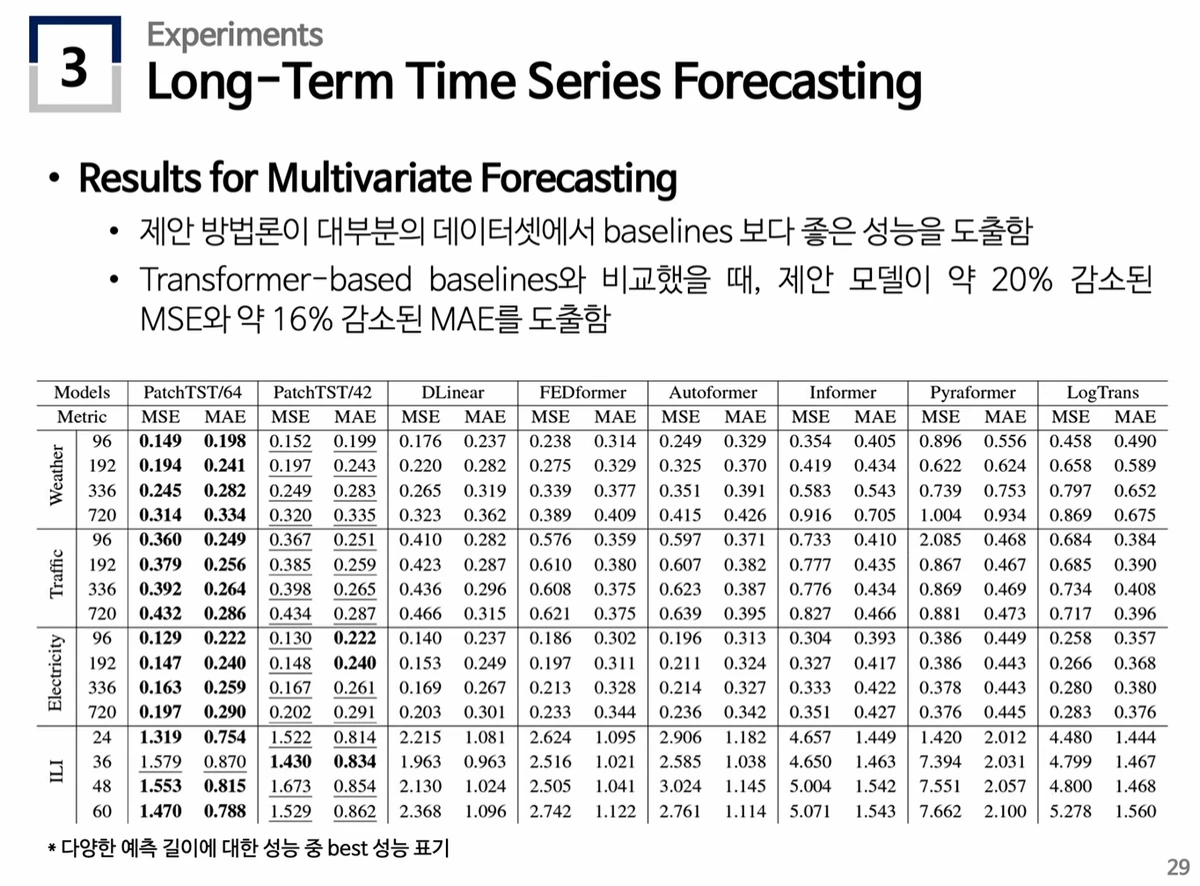 3
Experiments
Long-Term Time Series Forecasting
• Results for Multivariate Forecasting
• 제안 방법론이 대부분의 데이터셋에서 baselines 보다 좋은 성능을 도출함
• Transformer-based baselines와 비교했을 때, 제안 모델이 약 20% 감소된
MSE와 약 16% 감소된 MAE를 도출함
Models PatchTST/64 PatchTST/42 DLinear FEDformer Autoformer Informer Pyraformer LogTrans
Metric MSE MAE MSE MAE MSE MAE MSE MAE MSE MAE MSE MAE MSE MAE MSE MAE
Weather
96 0.149 0.198 0.152 0.199 0.176 0.237 0.238 0.314 0.249 0.329 0.354 0.405 0.896 0.556 0.458 0.490
192 0.194 0.241 0.197 0.243 0.220 0.282 0.275 0.329 0.325 0.370 0.419 0.434 0.622 0.624 0.658 0.589
336 0.245 0.282 0.249 0.283 0.265 0.319 0.339 0.377 0.351 0.391 0.583 0.543 0.739 0.753 0.797 0.652
720 0.314 0.334 0.320 0.335 0.323 0.362 0.389 0.409 0.415 0.426 0.916 0.705 1.004 0.934 0.869 0.675
Traffic
96 0.360 0.249 0.367 0.251 0.410 0.282 0.576 0.359 0.597 0.371 0.733 0.410 2.085 0.468 0.684 0.384
192 0.379 0.256 0.385 0.259 0.423 0.287 0.610 0.380 0.607 0.382 0.777 0.435 0.867 0.467 0.685 0.390
336 0.392 0.264 0.398 0.265 0.436 0.296 0.608 0.375 0.623 0.387 0.776 0.434 0.869 0.469 0.734 0.408
720 0.432 0.286 0.434 0.287 0.466 0.315 0.621 0.375 0.639 0.395 0.827 0.466 0.881 0.473 0.717 0.396
Electricity
96 0.129 0.222 0.130 0.222 0.140 0.237 0.186 0.302 0.196 0.313 0.304 0.393 0.386 0.449 0.258 0.357
192 0.147 0.240 0.148 0.240 0.153 0.249 0.197 0.311 0.211 0.324 0.327 0.417 0.386 0.443 0.266 0.368
336 0.163 0.259 0.167 0.261 0.169 0.267 0.213 0.328 0.214 0.327 0.333 0.422 0.378 0.443 0.280 0.380
720 0.197 0.290 0.202 0.291 0.203 0.301 0.233 0.344 0.236 0.342 0.351 0.427 0.376 0.445 0.283 0.376
ILI
24 1.319 0.754 1.522 0.814 2.215 1.081 2.624 1.095 2.906 1.182 4.657 1.449 1.420 2.012 4.480 1.444
36 1.579 0.870 1.430 0.834 1.963 0.963 2.516 1.021 2.585 1.038 4.650 1.463 7.394 2.031 4.799 1.467
48 1.553 0.815 1.673 0.854 2.130 1.024 2.505 1.041 3.024 1.145 5.004 1.542 7.551 2.057 4.800 1.468
60 1.470 0.788 1.529 0.862 2.368 1.096 2.742 1.122 2.761 1.114 5.071 1.543 7.662 2.100 5.278 1.560
* 다양한 예측 길이에 대한 성능 중 best 성능 표기
29